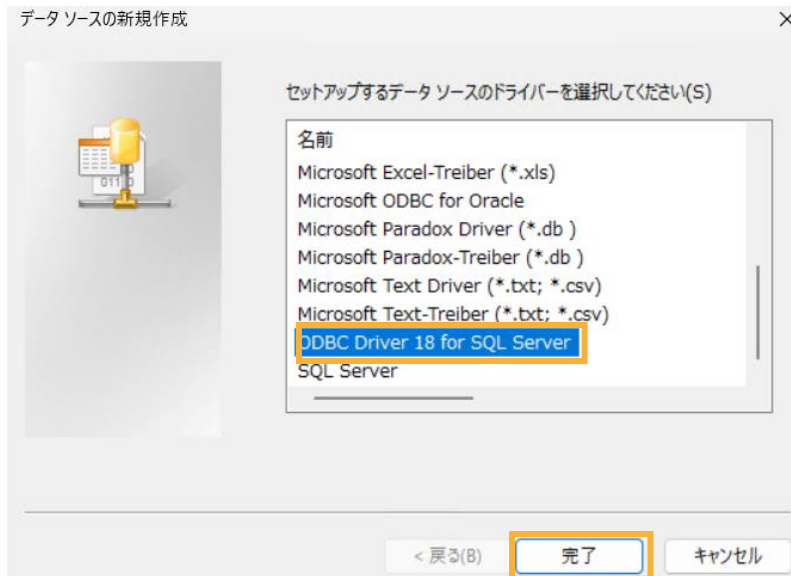 データ ソースの新規作成
セットアップするデータ ソースのドライバーを選択してください(S)
名前
Microsoft Excel-Treiber (*.xls)
Microsoft ODBC for Oracle
Microsoft Paradox Driver (*.db )
Microsoft Paradox-Treiber (*.db )
Microsoft Text Driver (*.txt; *.csv)
Microsoft Text-Treiber (*.txt; *.csv)
ODBC Driver 18 for SQL Server
SQL Server
< 戻る(B)
完了
キャンセル